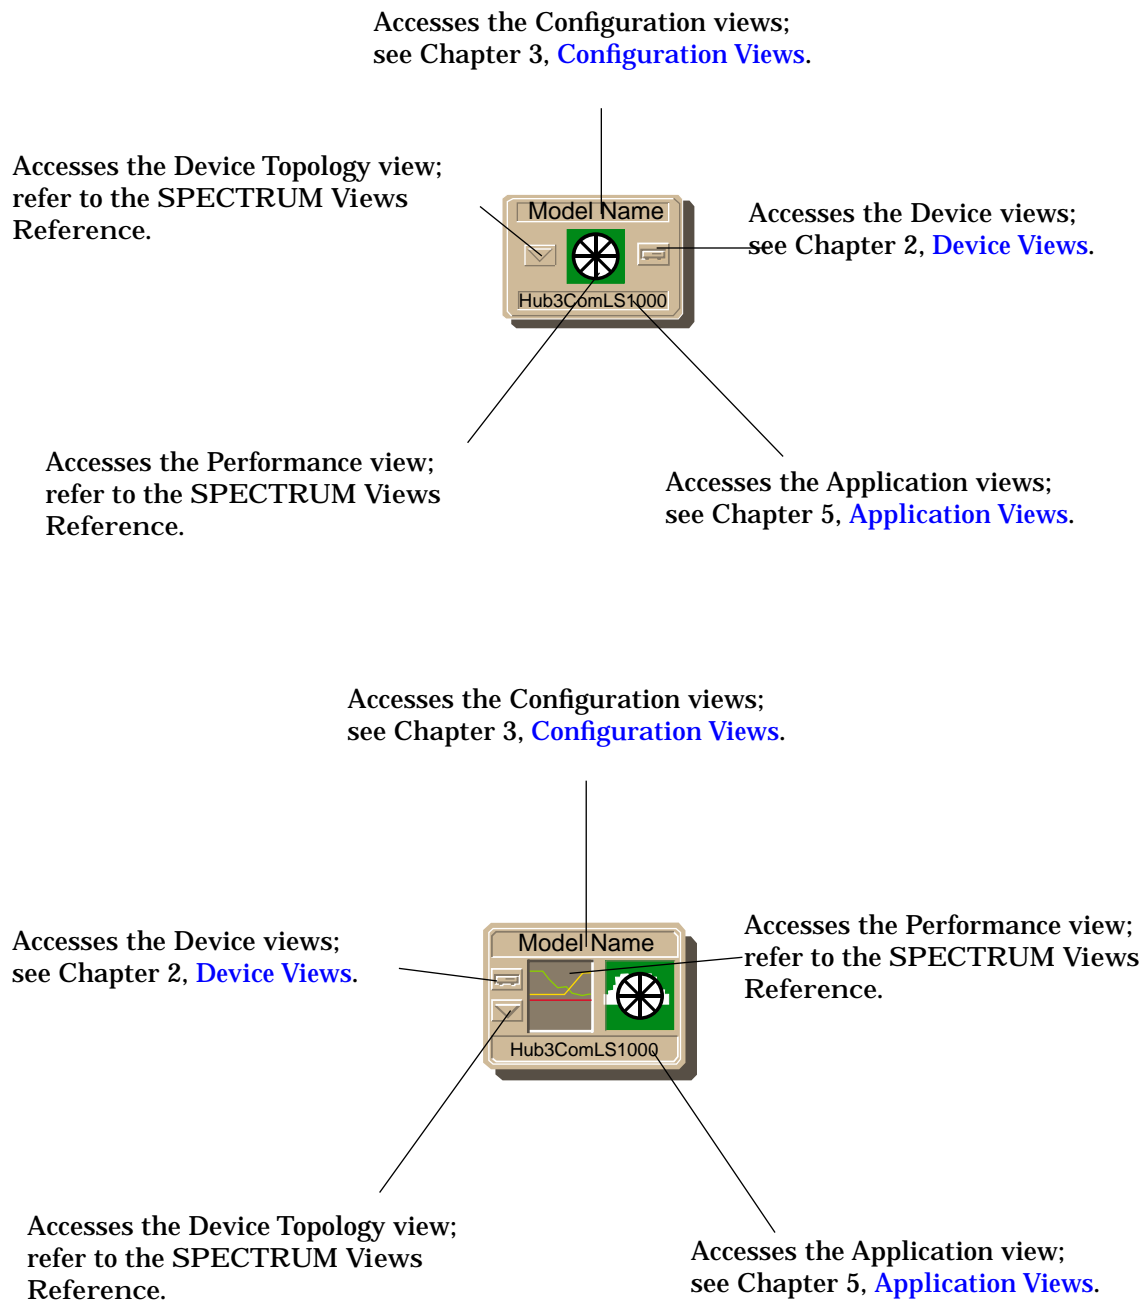 Accesses the Configuration views;
see Chapter 3, Configuration Views.
Accesses the Device Topology view;
refer to the SPECTRUM Views
Reference.
Model Name
Hub3ComLS1000
Accesses the Device views;
see Chapter 2, Device Views.
Accesses the Performance view;
refer to the SPECTRUM Views
Reference.
Accesses the Application views;
see Chapter 5, Application Views.
Accesses the Configuration views;
see Chapter 3, Configuration Views.
Accesses the Device views;
see Chapter 2, Device Views.
Model Name
Hub3ComLS1000
Accesses the Performance view;
refer to the SPECTRUM Views
Reference.
Accesses the Device Topology view;
refer to the SPECTRUM Views
Reference.
Accesses the Application view;
see Chapter 5, Application Views.